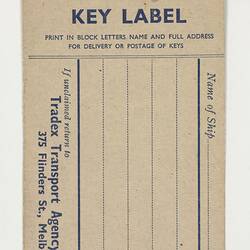 KEY LABEL
PRINT IN BLOCK LETTERS NAME AND FULL ADDRESS
FOR DELIVERY OR POSTAGE OF KEYS
Name of Ship
If unclaimed return to
Tradex Transport Agency
375 Flinders St., Melb